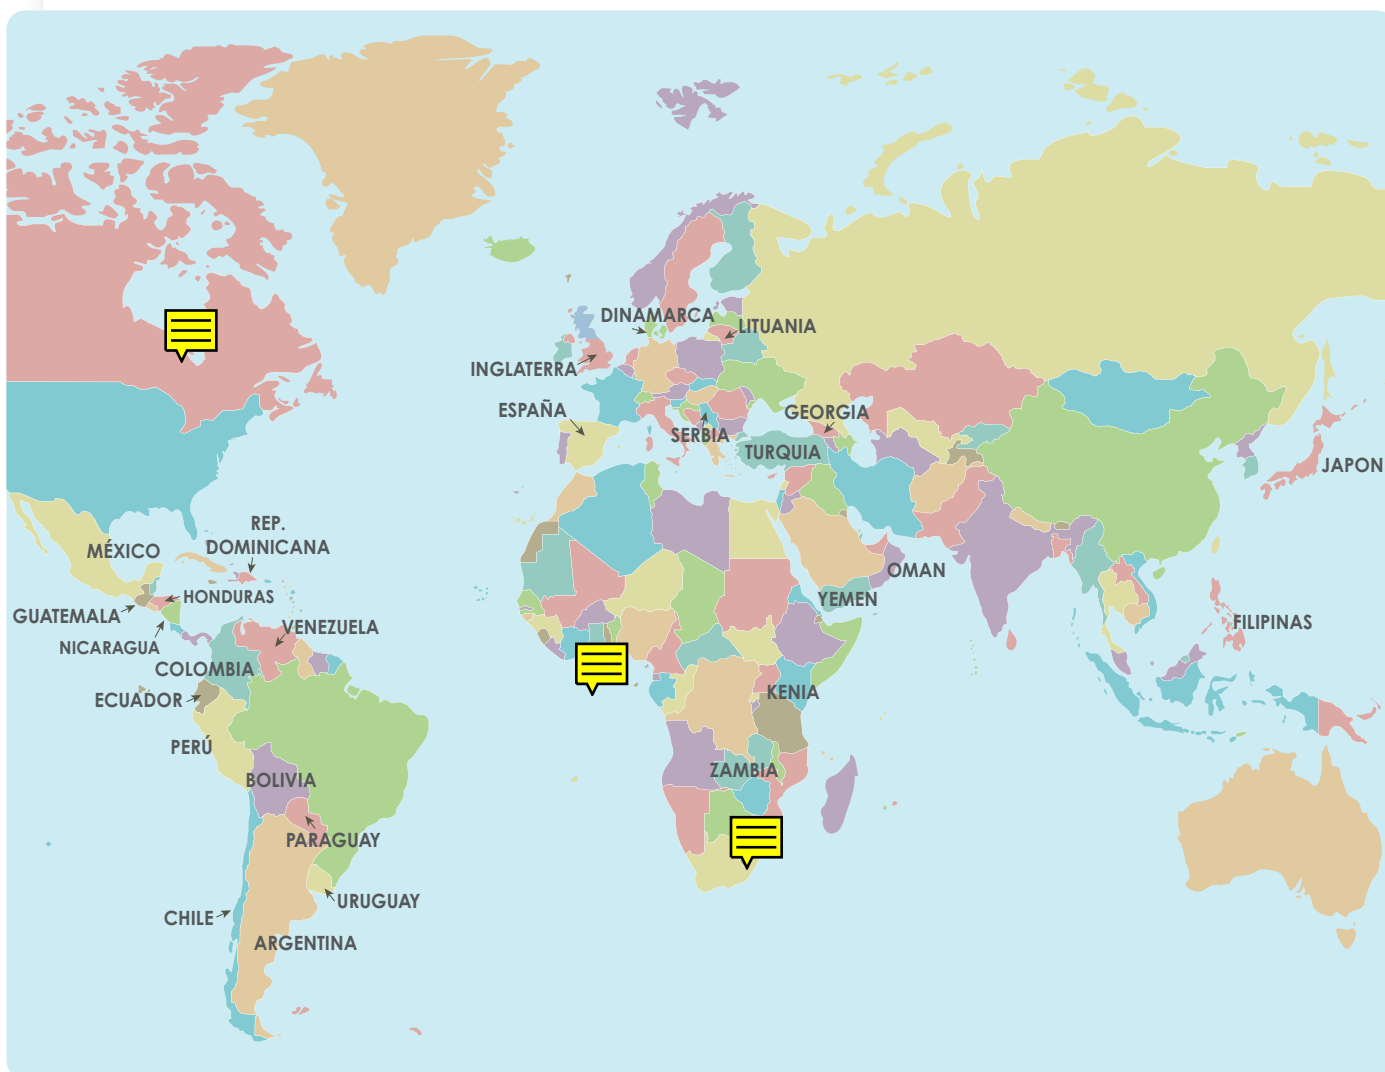 DINAMARCA
LITUANIA
INGLATERRA
ESPAÑA
GEORGIA
SERBIA
TURQUIA
JAPON
REP.
DOMINICANA
MÉXICO
OMAN
HONDURAS
YEMEN
GUATEMALA
FILIPINAS
VENEZUELA
NICARAGUA
COLOMBIA
KENIA
ECUADOR
PERÚ
ZAMBIA
BOLIVIA
PARAGUAY
URUGUAY
CHILE
ARGENTINA